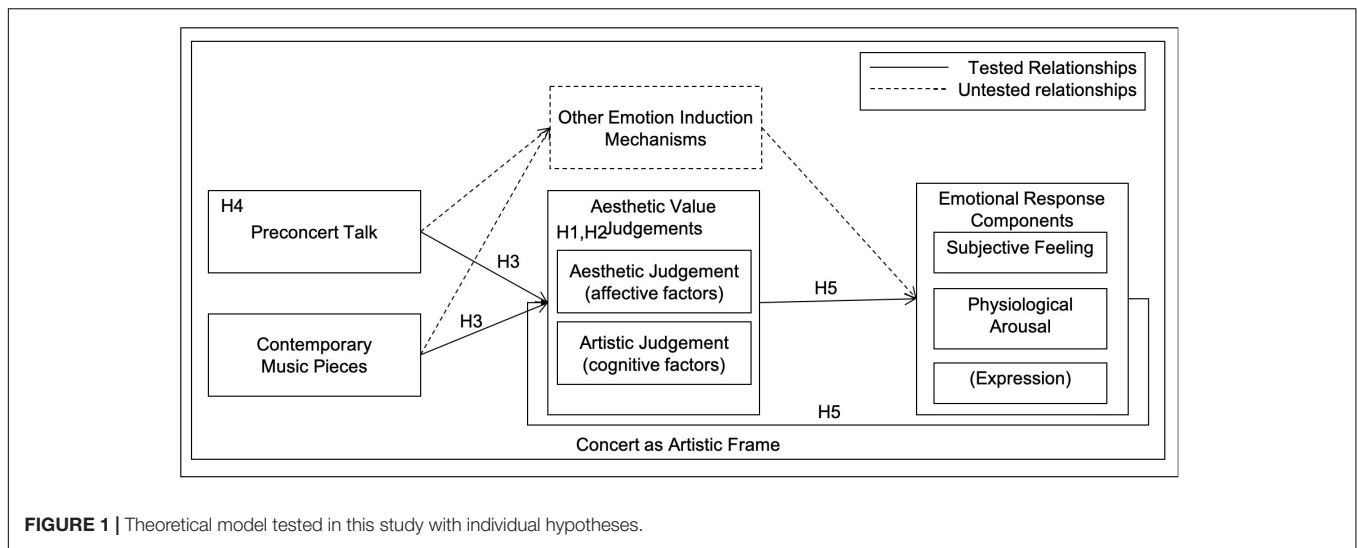 Tested Relationships
Untested relationships
Other Emotion Induction
Mechanisms
H4
Preconcert Talk
Contemporary
Music Pieces
H3
H3
Aesthetic Value
Judgements
H1,H2
Aesthetic Judgement
(affective factors)
Artistic Judgement
(cognitive factors)
H5
Emotional Response
Components
Subjective Feeling
Physiological
Arousal
(Expression)
H5
Concert as Artistic Frame
FIGURE 1 | Theoretical model tested in this study with individual hypotheses.